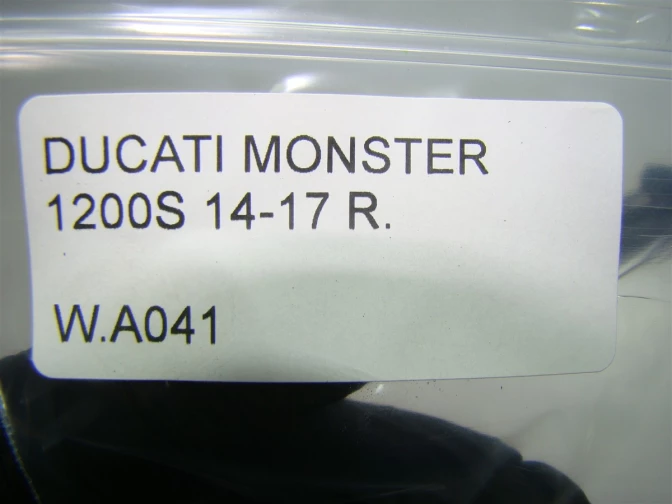 DUCATI MONSTER
1200S 14-17 R.
W.A041